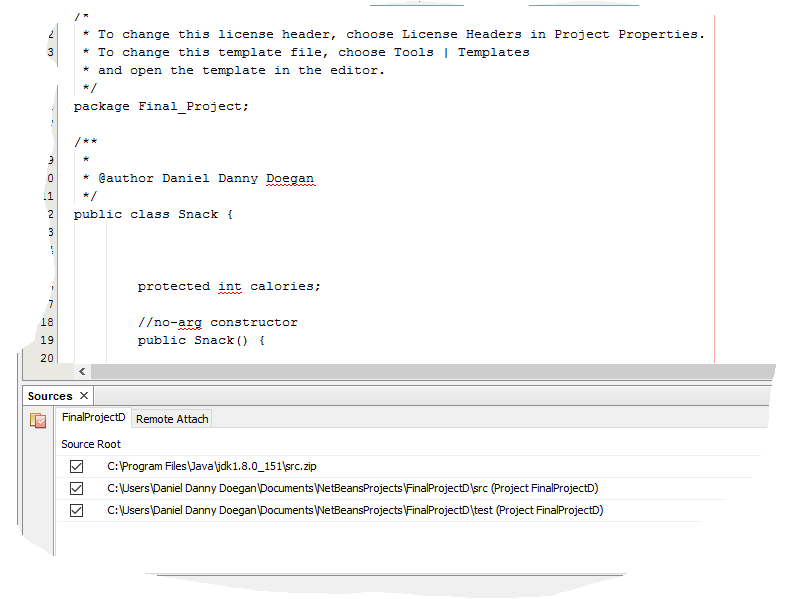 /*
2 * To change this license header, choose License Headers in Project Properties.
3 * To change this template file, choose Tools | Templates
* and open the template in the editor.
*/
package Final_Project;
/**
9 *
0 * @author Daniel Danny Doegan
11 */
2 public class Snack {
3
protected int calories;
7
18 //no-arg constructor
19 public Snack() {
20
Sources
FinalProjectD Remote Attach
Source Root
C:\Program Files\Java\jdk1.8.0_151\src.zip
C:\Users\Daniel Danny Doegan\Documents\NetBeansProjects\FinalProjectD\src (Project FinalProjectD)
C:\Users\Daniel Danny Doegan\Documents\NetBeansProjects\FinalProjectD\test (Project FinalProjectD)